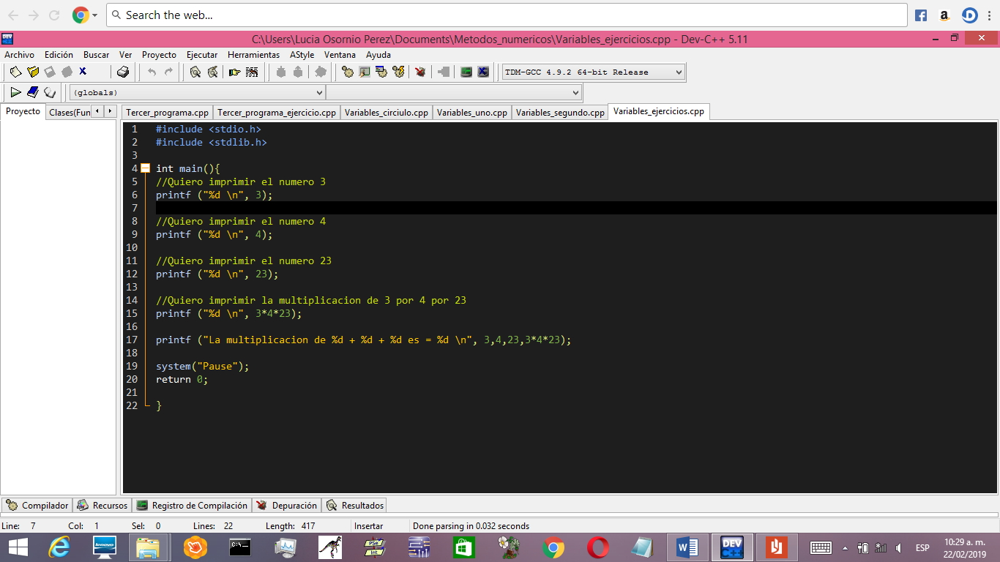 Search the web...
C:\Users\Lucia Osornio Perez\Documents\Metodos_numericos\Variables_ejercicios.cpp - Dev-C++ 5.11
Archivo Edición Buscar Ver Proyecto Ejecutar Herramientas AStyle Ventana Ayuda
TDM-GCC 4.9.2 64-bit Release
(globals)
Proyecto Clases(Fun Tercer_programa.cpp Tercer_programa_ejercicio.cpp Variables_circiulo.cpp Variables_uno.cpp Variables_segundo.cpp Variables_ejercicios.cpp
1 #include <stdio.h>
2 #include <stdlib.h>
3
4 int main(){
5 //Quiero imprimir el numero 3
6 printf ("%d \n", 3);
7
8 //Quiero imprimir el numero 4
9 printf ("%d \n", 4);
10
11 //Quiero imprimir el numero 23
12 printf ("%d \n", 23);
13
14 //Quiero imprimir la multiplicacion de 3 por 4 por 23
15 printf ("%d \n", 3*4*23);
16
17 printf ("La multiplicacion de %d + %d + %d es = %d \n", 3,4,23,3*4*23);
18
19 system("Pause");
20 return 0;
21
22 }
Compilador Recursos Registro de Compilación Depuración Resultados
Line: 7 Col: 1 Sel: 0 Lines: 22 Length: 417 Insertar Done parsing in 0.032 seconds
lenovo C:\_ PSe Int W DEV C++ ESP 10:29 a. m.
22/02/2019